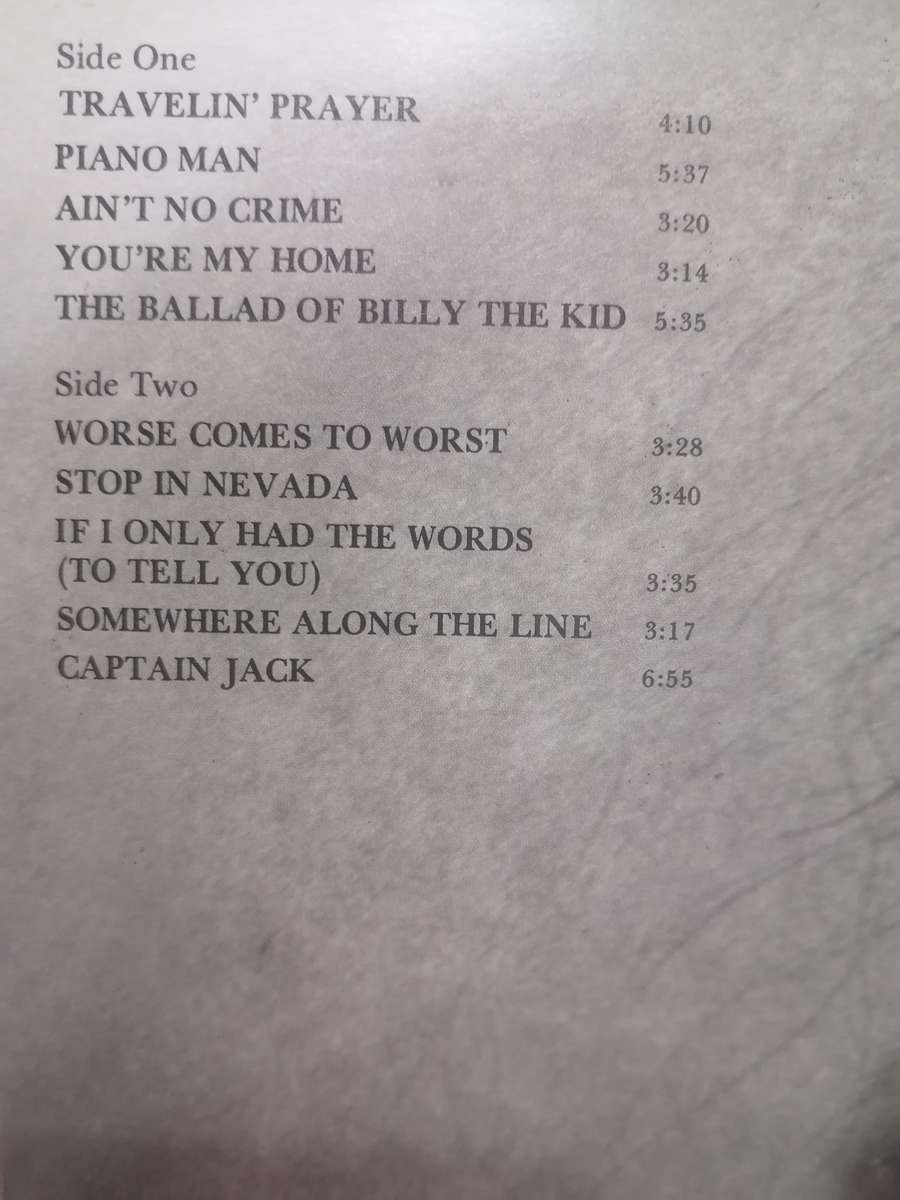 Side One
TRAVELIN' PRAYER 4:10
PIANO MAN 5:37
AIN'T NO CRIME 3:20
YOU'RE MY HOME 3:14
THE BALLAD OF BILLY THE KID 5:35
Side Two
WORSE COMES TO WORST 3:28
STOP IN NEVADA 3:40
IF I ONLY HAD THE WORDS
(TO TELL YOU) 3:35
SOMEWHERE ALONG THE LINE 3:17
CAPTAIN JACK 6:55